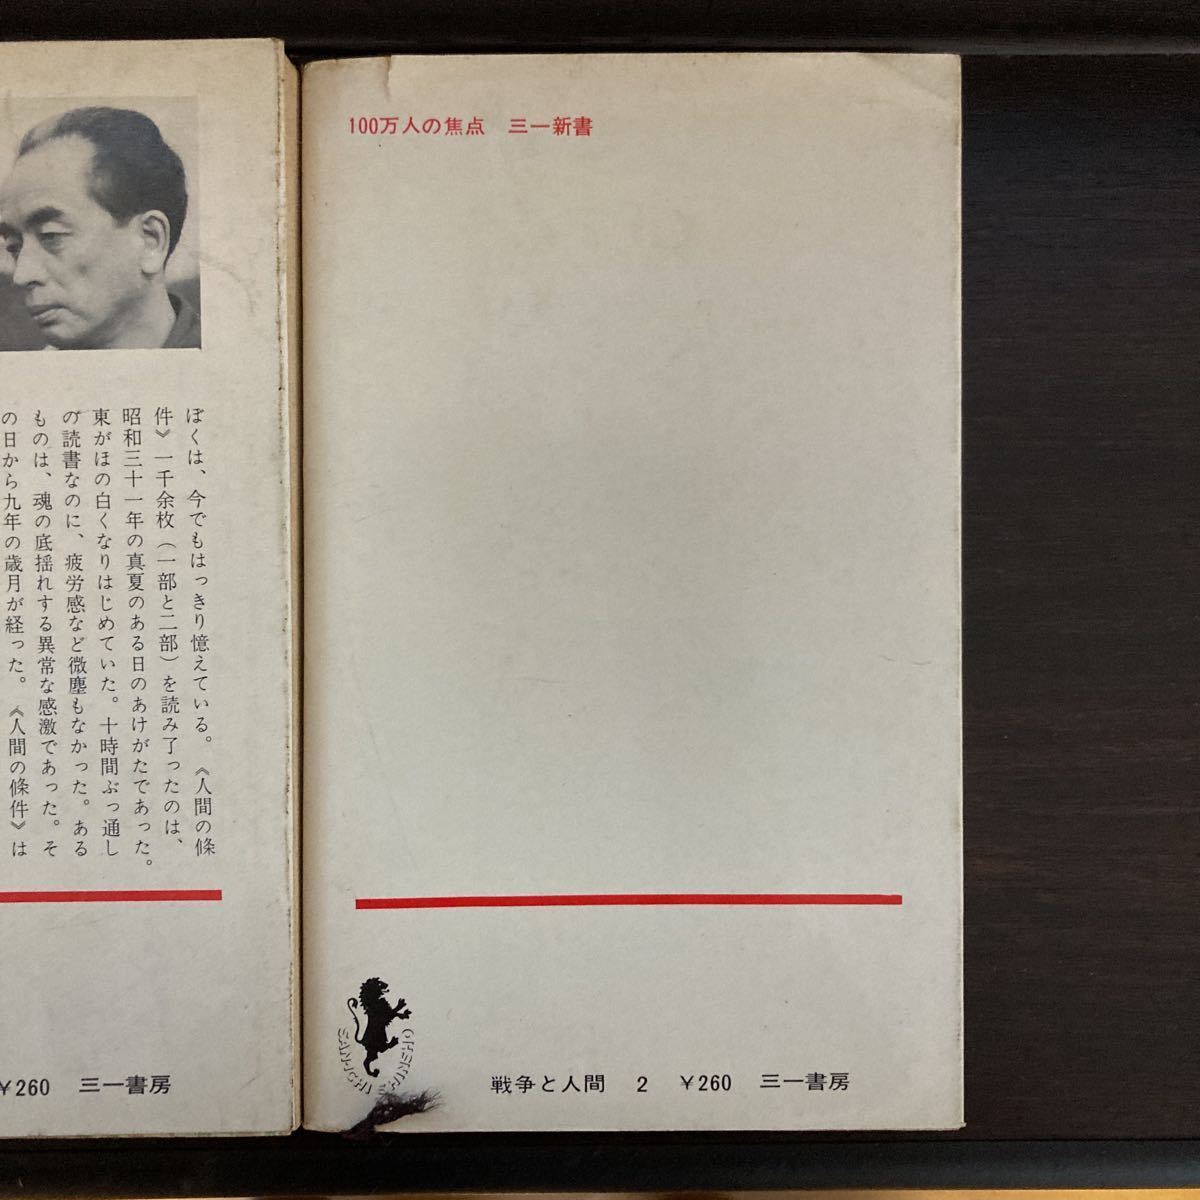 ぼくは、今でもはっきり憶えている。《人間の條
件》一千余枚（一部と二部）を読み了ったのは、
昭和三十一年の真夏のある日のあけがたであった。
東がほの白くなりはじめていた。十時間ぶっ通し
の読書なのに、疲労感など微塵もなかった。ある
ものは、魂の底揺れする異常な感激であった。そ
の日から九年の歳月が経った。《人間の條件》は
¥260 三一書房
100万人の焦点 三一新書
SAN-ICHI
戦争と人間 2 ¥260 三一書房